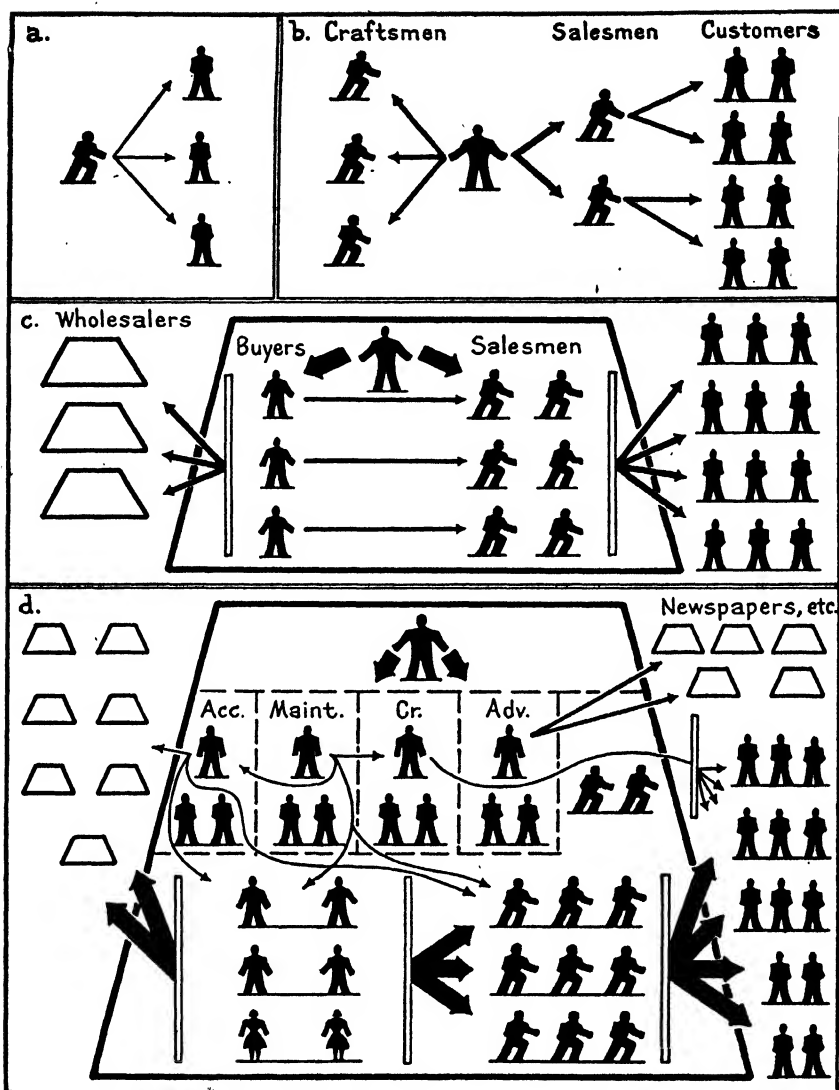 a.
b. Craftsmen Salesmen Customers
c. Wholesalers
Buyers Salesmen
d.
Newspapers, etc.
Acc. Maint. Cr. Adv.